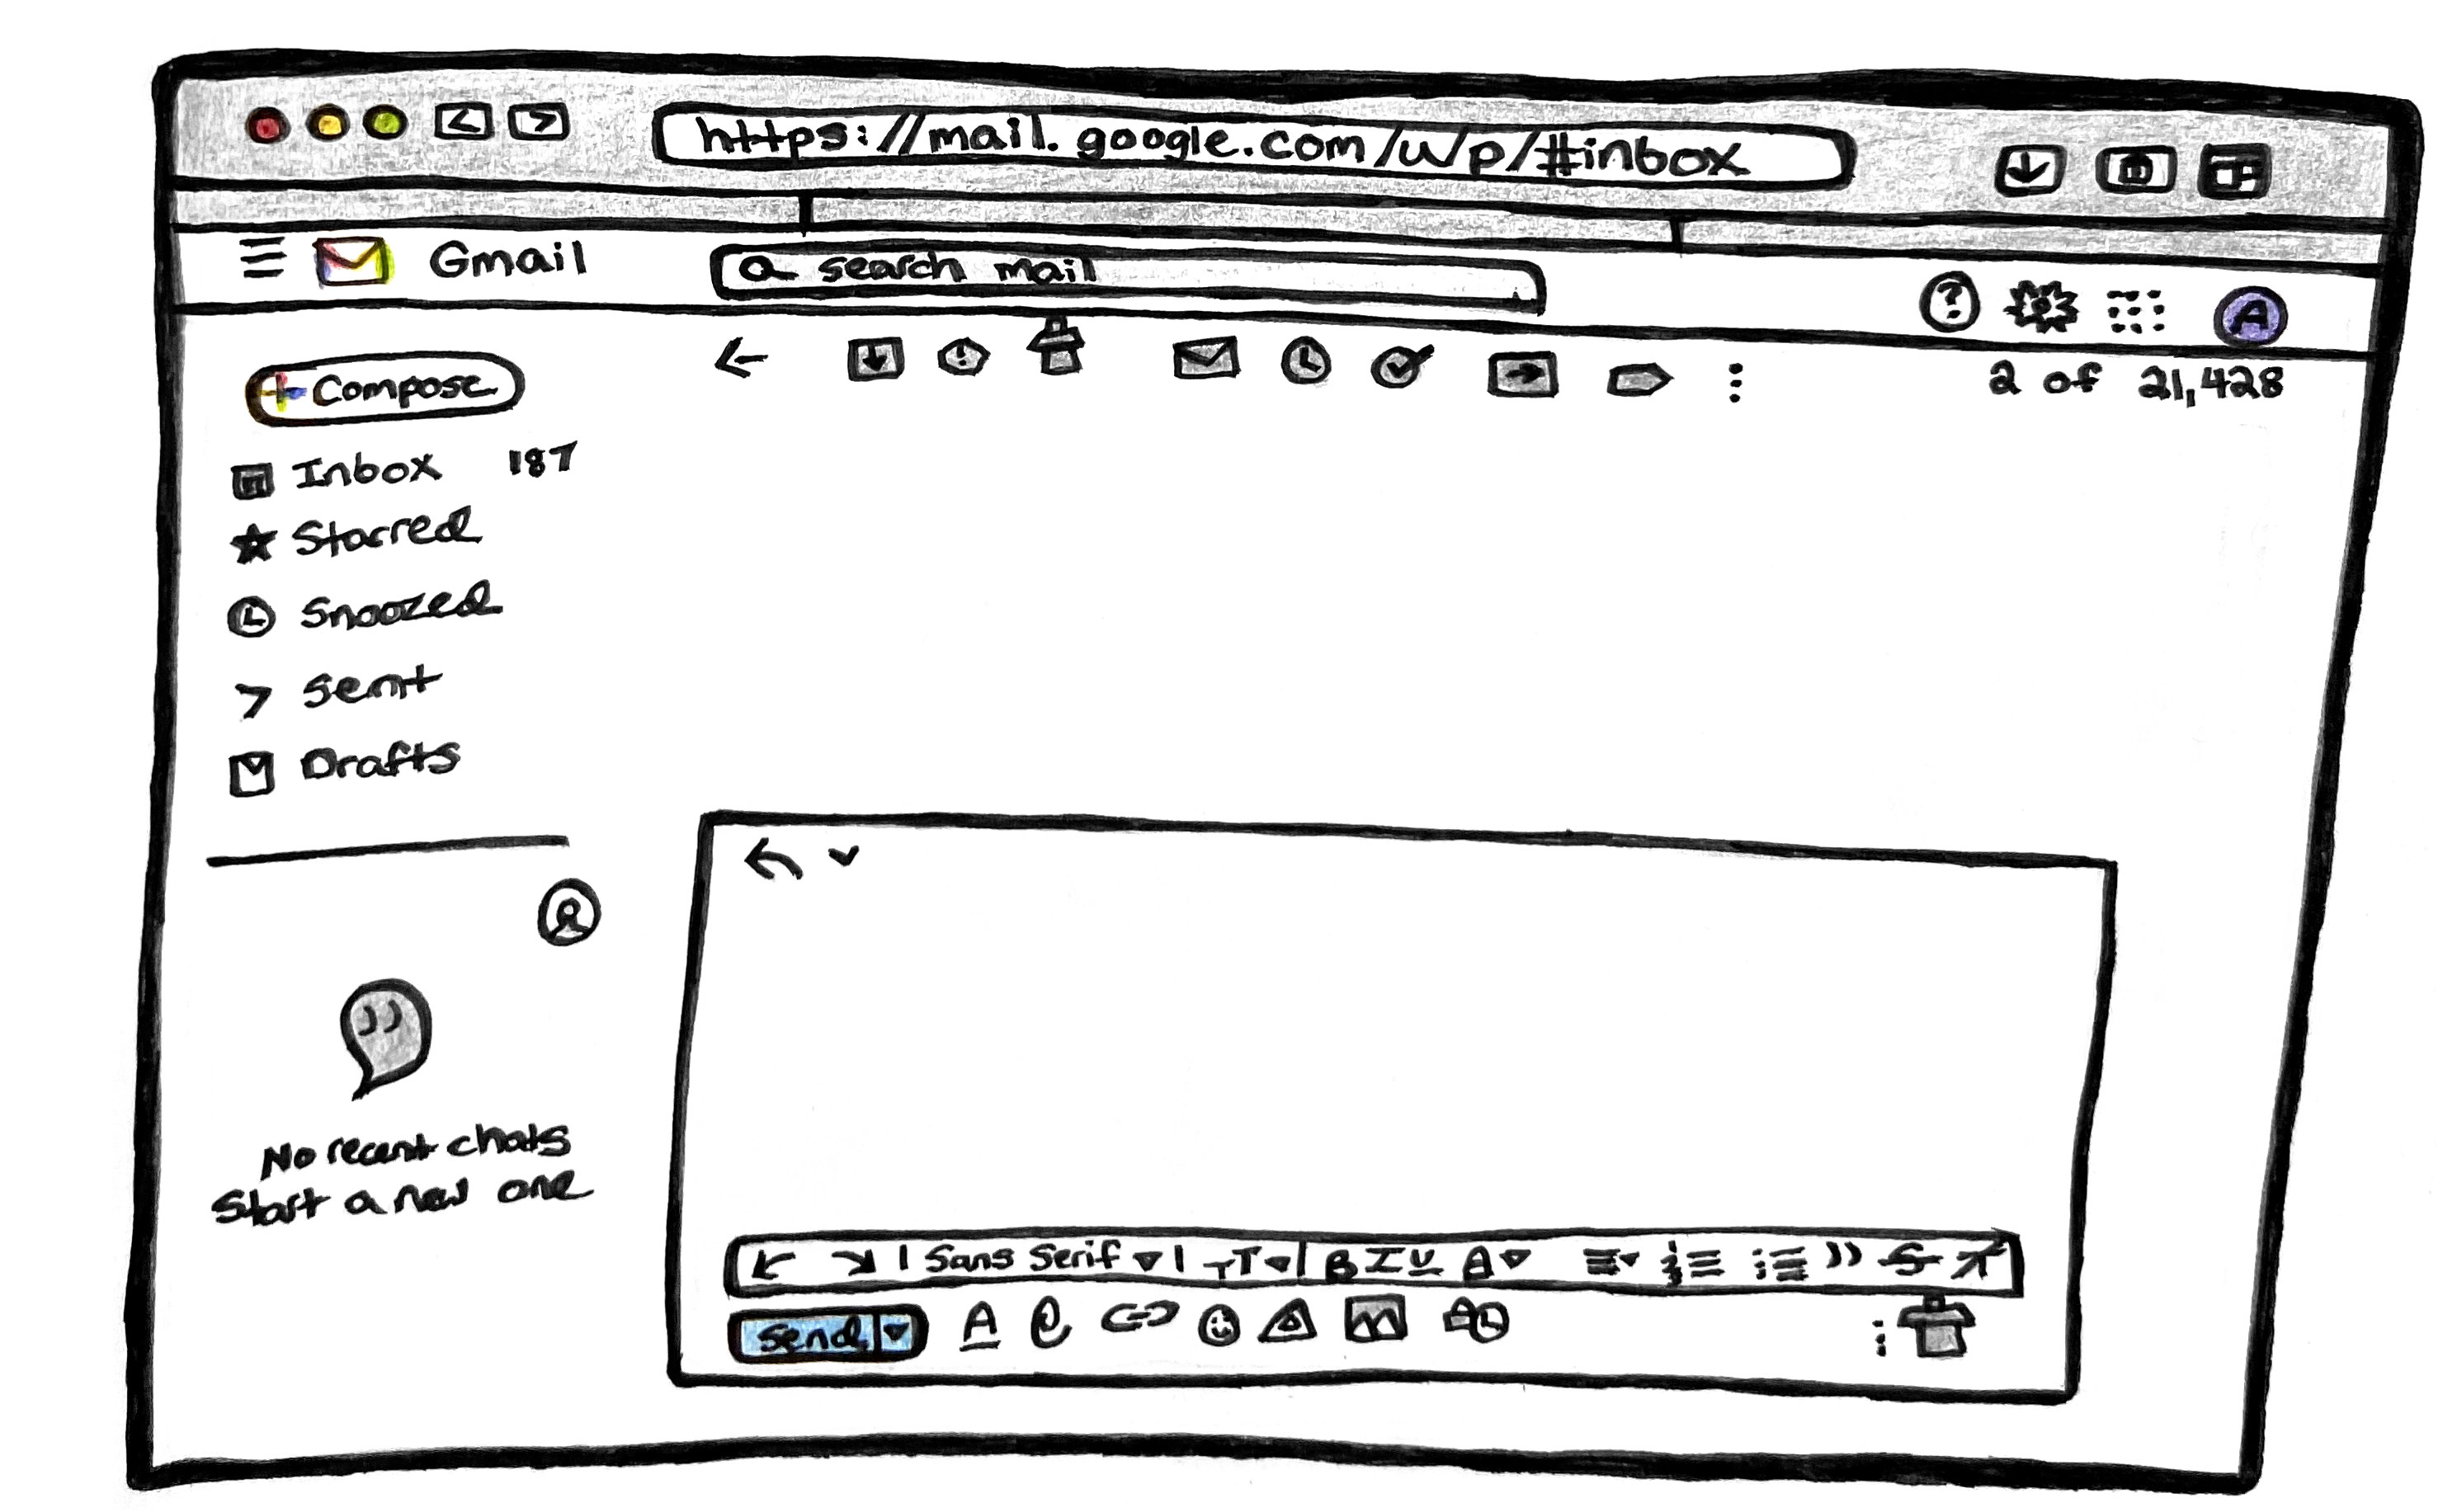 https://mail.google.com/u/p/#inbox
Gmail
search mail
?
A
+ Compose
2 of 21,428
Inbox 187
Starred
Snoozed
Sent
Drafts
No recent chats
Start a new one
Sans Serif TT B I U A S
Send A